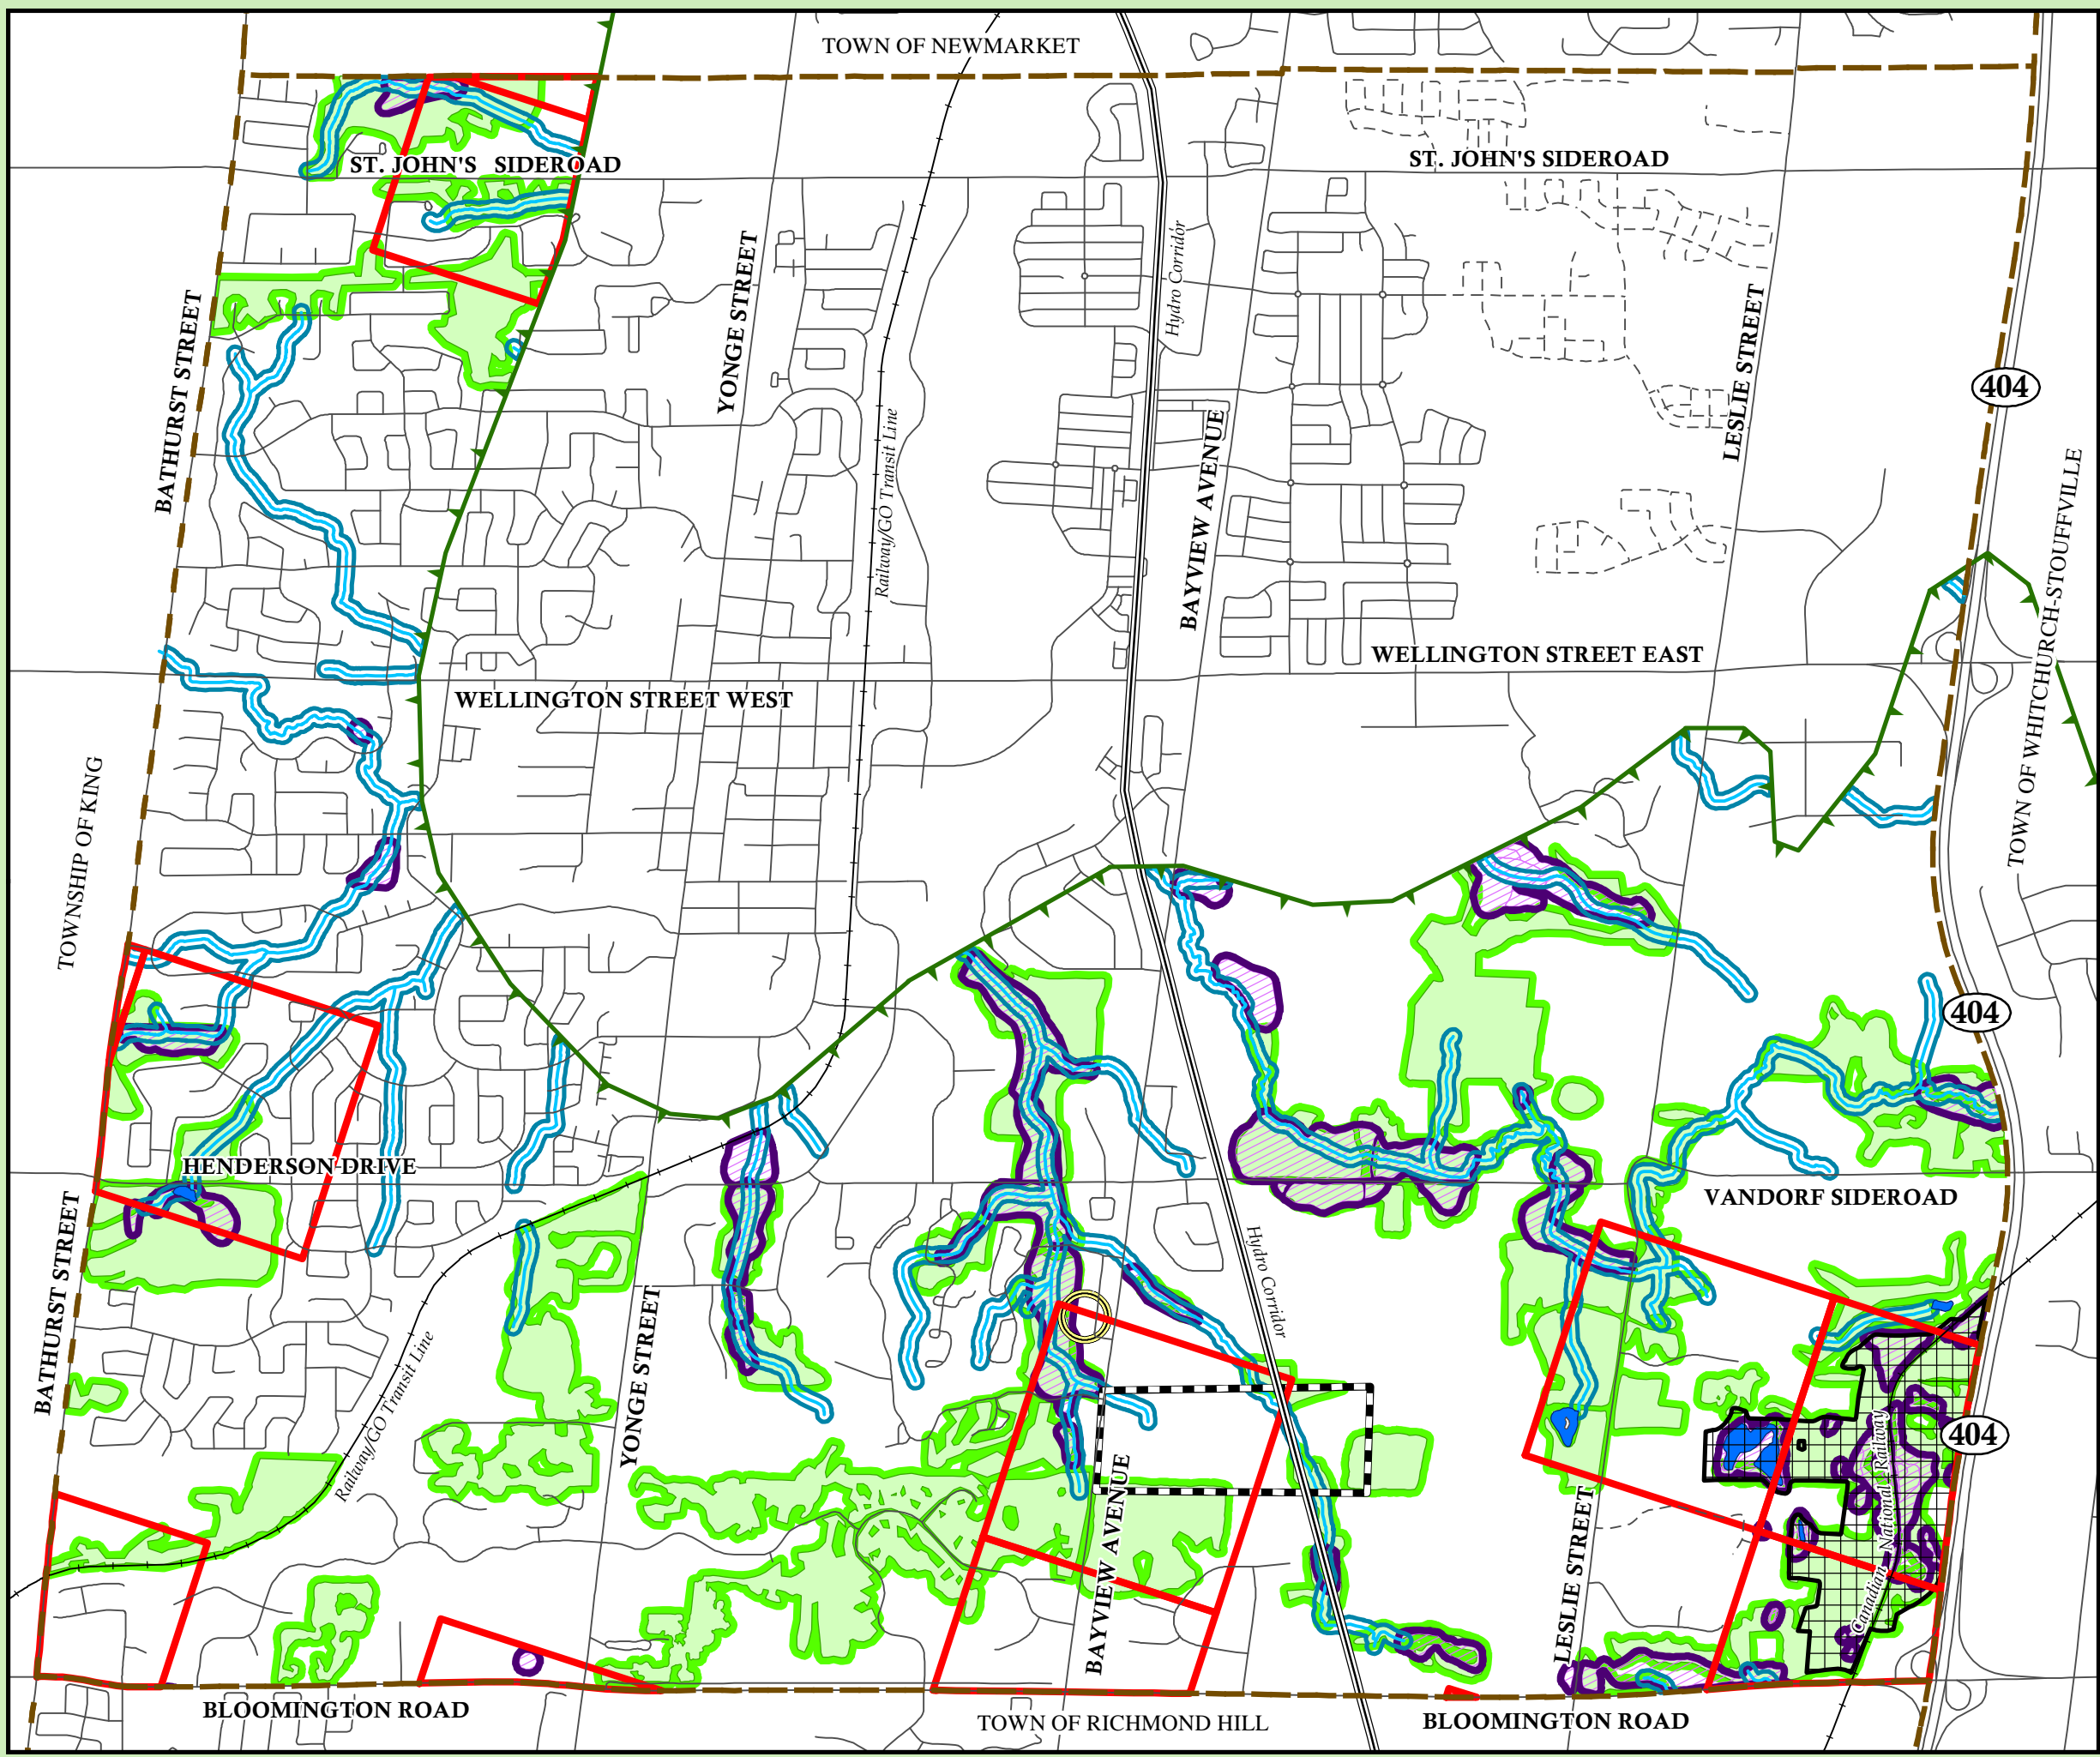 TOWN OF NEWMARKET
ST. JOHN'S SIDEROAD
ST. JOHN'S SIDEROAD
Hydro Corridor
YONGE STREET
BATHURST STREET
LESLIE STREET
404
Railway/GO Transit Line
BAYVIEW AVENUE
TOWN OF WHITCHURCH-STOUFFVILLE
WELLINGTON STREET EAST
WELLINGTON STREET WEST
TOWNSHIP OF KING
404
HENDERSON DRIVE
VANDORF SIDEROAD
BATHURST STREET
Hydro Corridor
YONGE STREET
Railway/GO Transit Line
404
BAYVIEW AVENUE
LESLIE STREET
Canadian National Railway
BLOOMINGTON ROAD
TOWN OF RICHMOND HILL
BLOOMINGTON ROAD